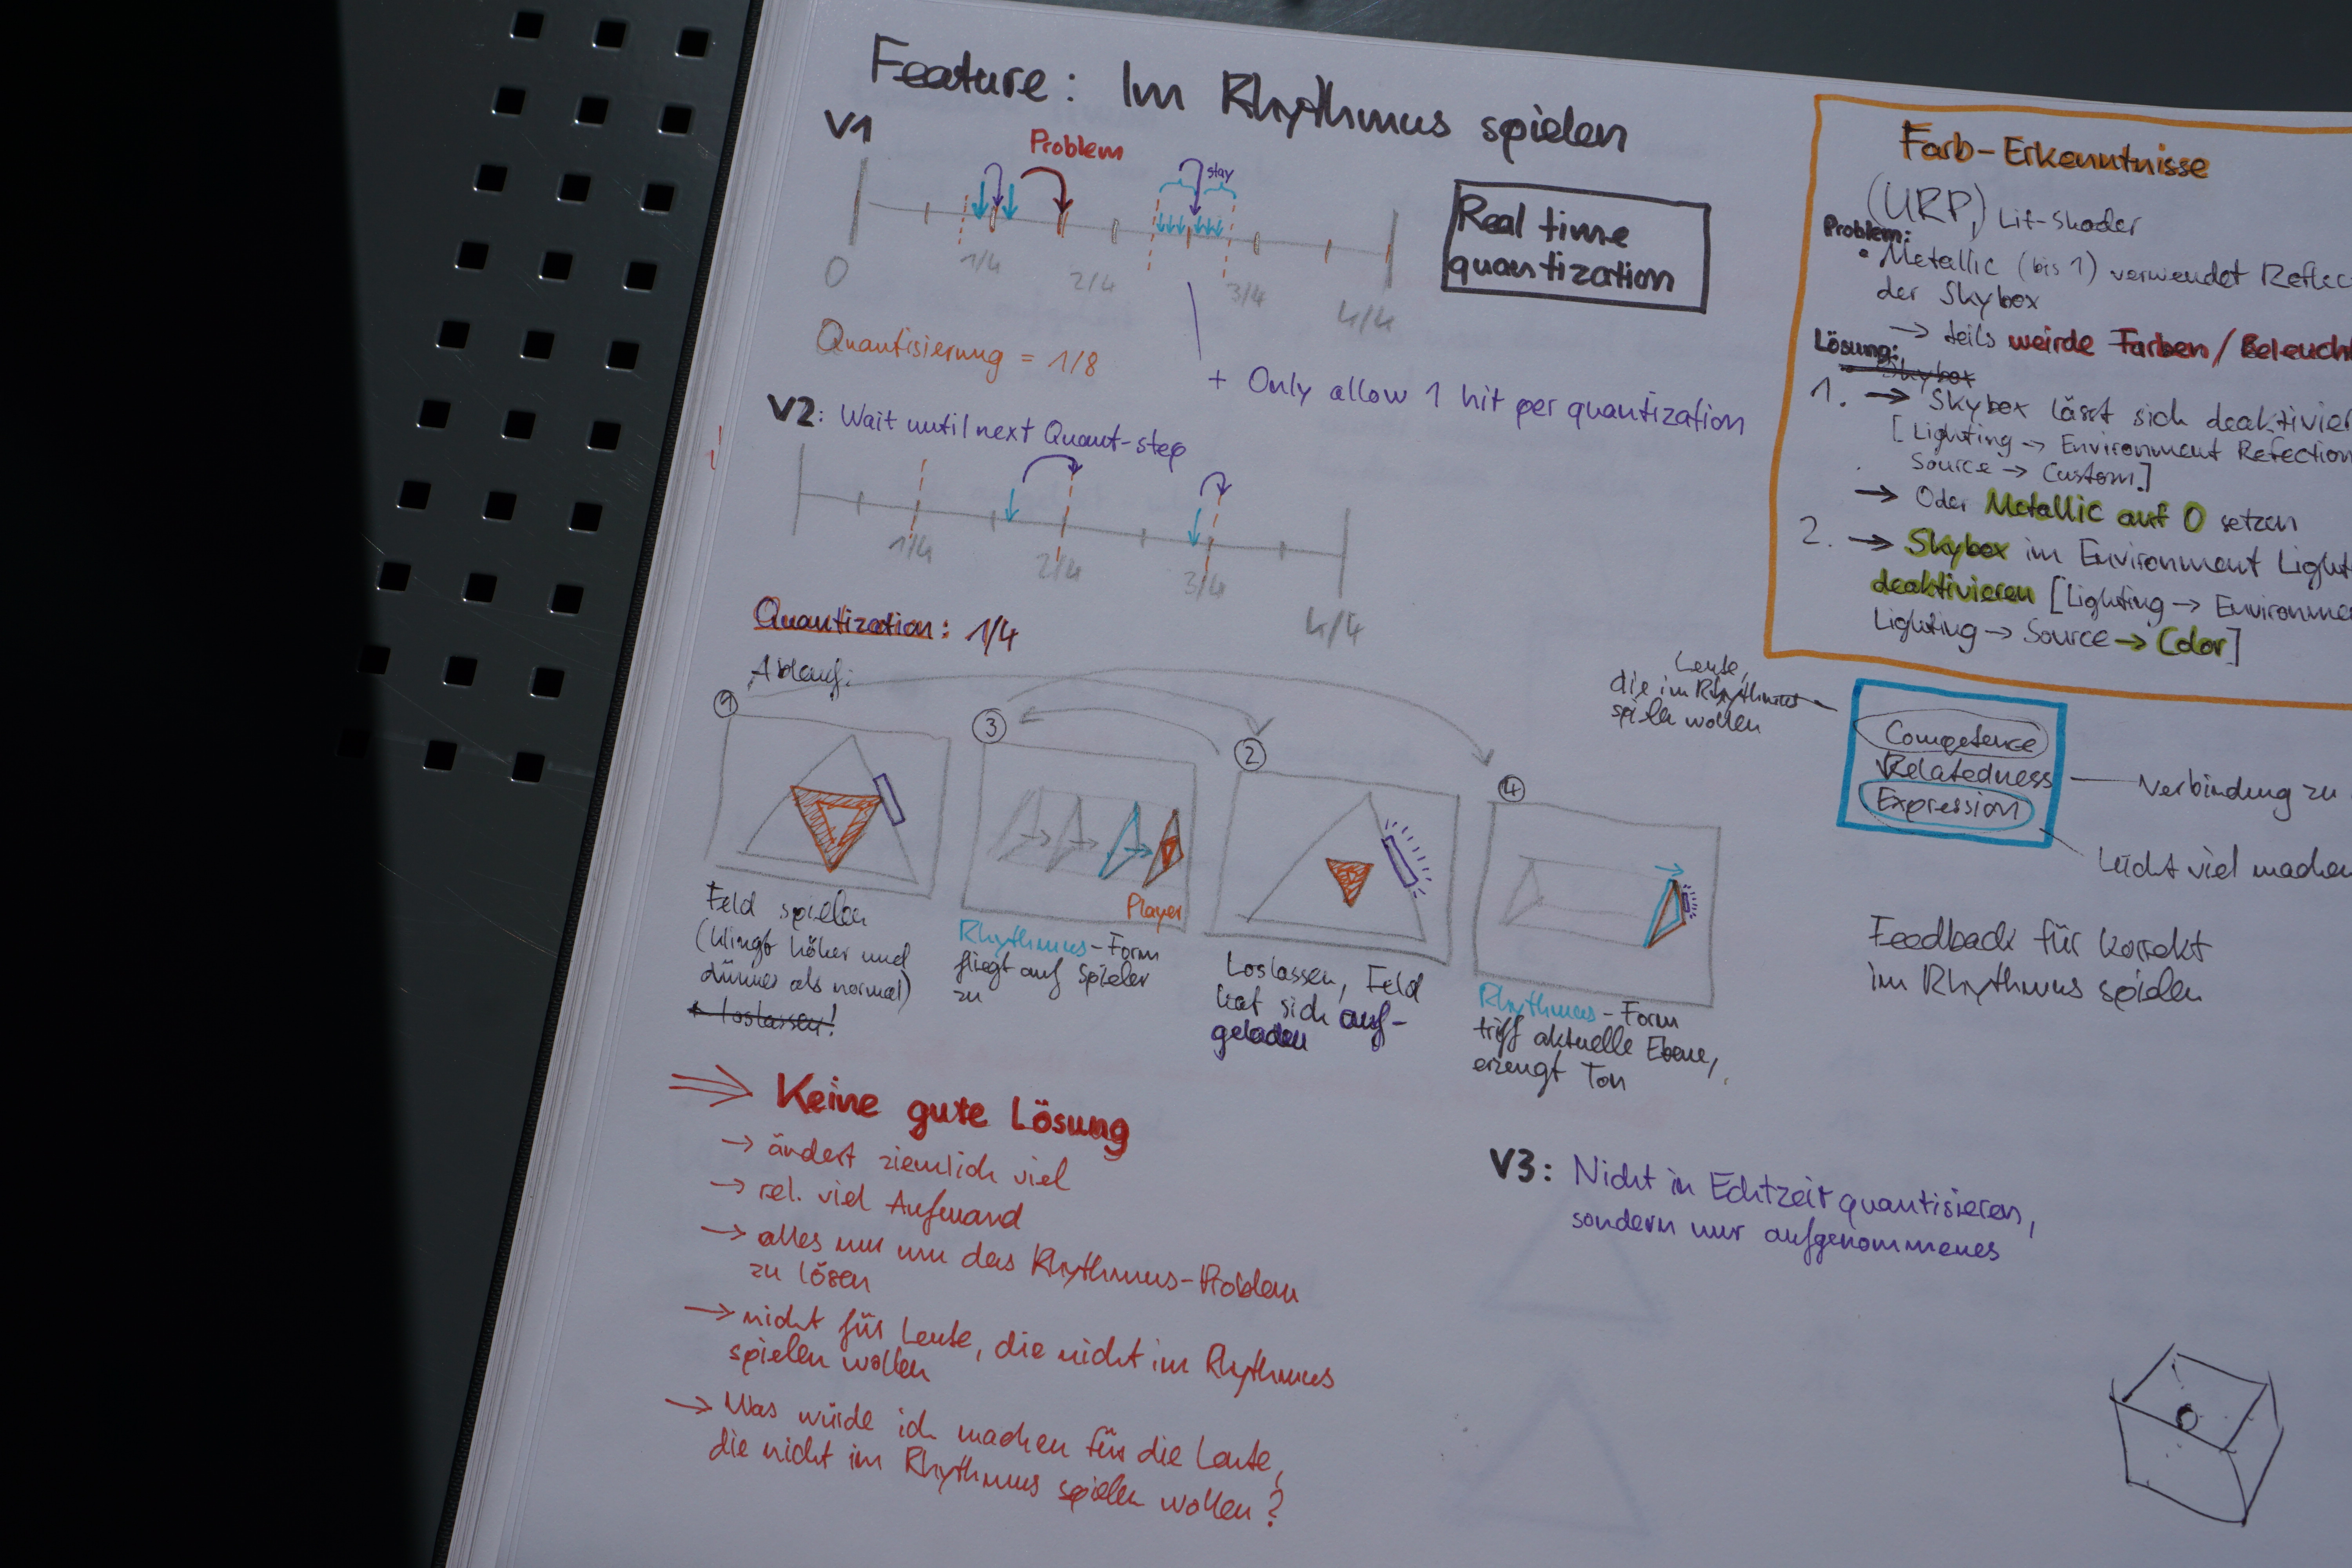 Feature: Im Rhythmus spielen
V1
Problem
stay
0
1/4
2/4
3/4
4/4
Real time
quantization
Quantisierung = 1/8
+ Only allow 1 hit per quantization
V2: Wait until next Quant-step
1/4
2/4
3/4
4/4
Quantization: 1/4
Ablauf:
1
3
2
4
Feld spielen
(klingt höher und
dünner als normal)
+ loslassen!
Player
Rhythmus-Form
fliegt auf Spieler
zu
Loslassen, Feld
hat sich auf-
geladen
Rhythmus-Form
triff aktuelle Ebene,
erzeugt Ton
=> Keine gute Lösung
→ ändert ziemlich viel
→ rel. viel Aufwand
→ alles nur um das Rhythmus-Problem
zu lösen
→ nicht für Leute, die nicht im Rhythmus
spielen wollen
→ Was würde ich machen für die Leute,
die nicht im Rhythmus spielen wollen?
V3: Nicht in Echtzeit quantisieren,
sondern nur aufgenommenes
Farb-Erkenntnisse
(URP,) Lit-Shader
Problem:
• Metallic (bis 1) verwendet Reflec
der Skybox
→ teils weirde Farben/Beleucht
Lösung:
Skybox
1. → Skybox lässt sich deaktivier
[Lighting → Environment Refection
Source → Custom]
→ Oder Metallic auf 0 setzen
2. → Skybox im Environment Light
deaktivieren [Lighting → Environme
Lighting → Source → Color]
Leute,
die im Rhythmus
spielen wollen
Competence
Relatedness
Expression
Verbindung zu
Leicht viel machen
Feedback für korrekt
im Rhythmus spielen